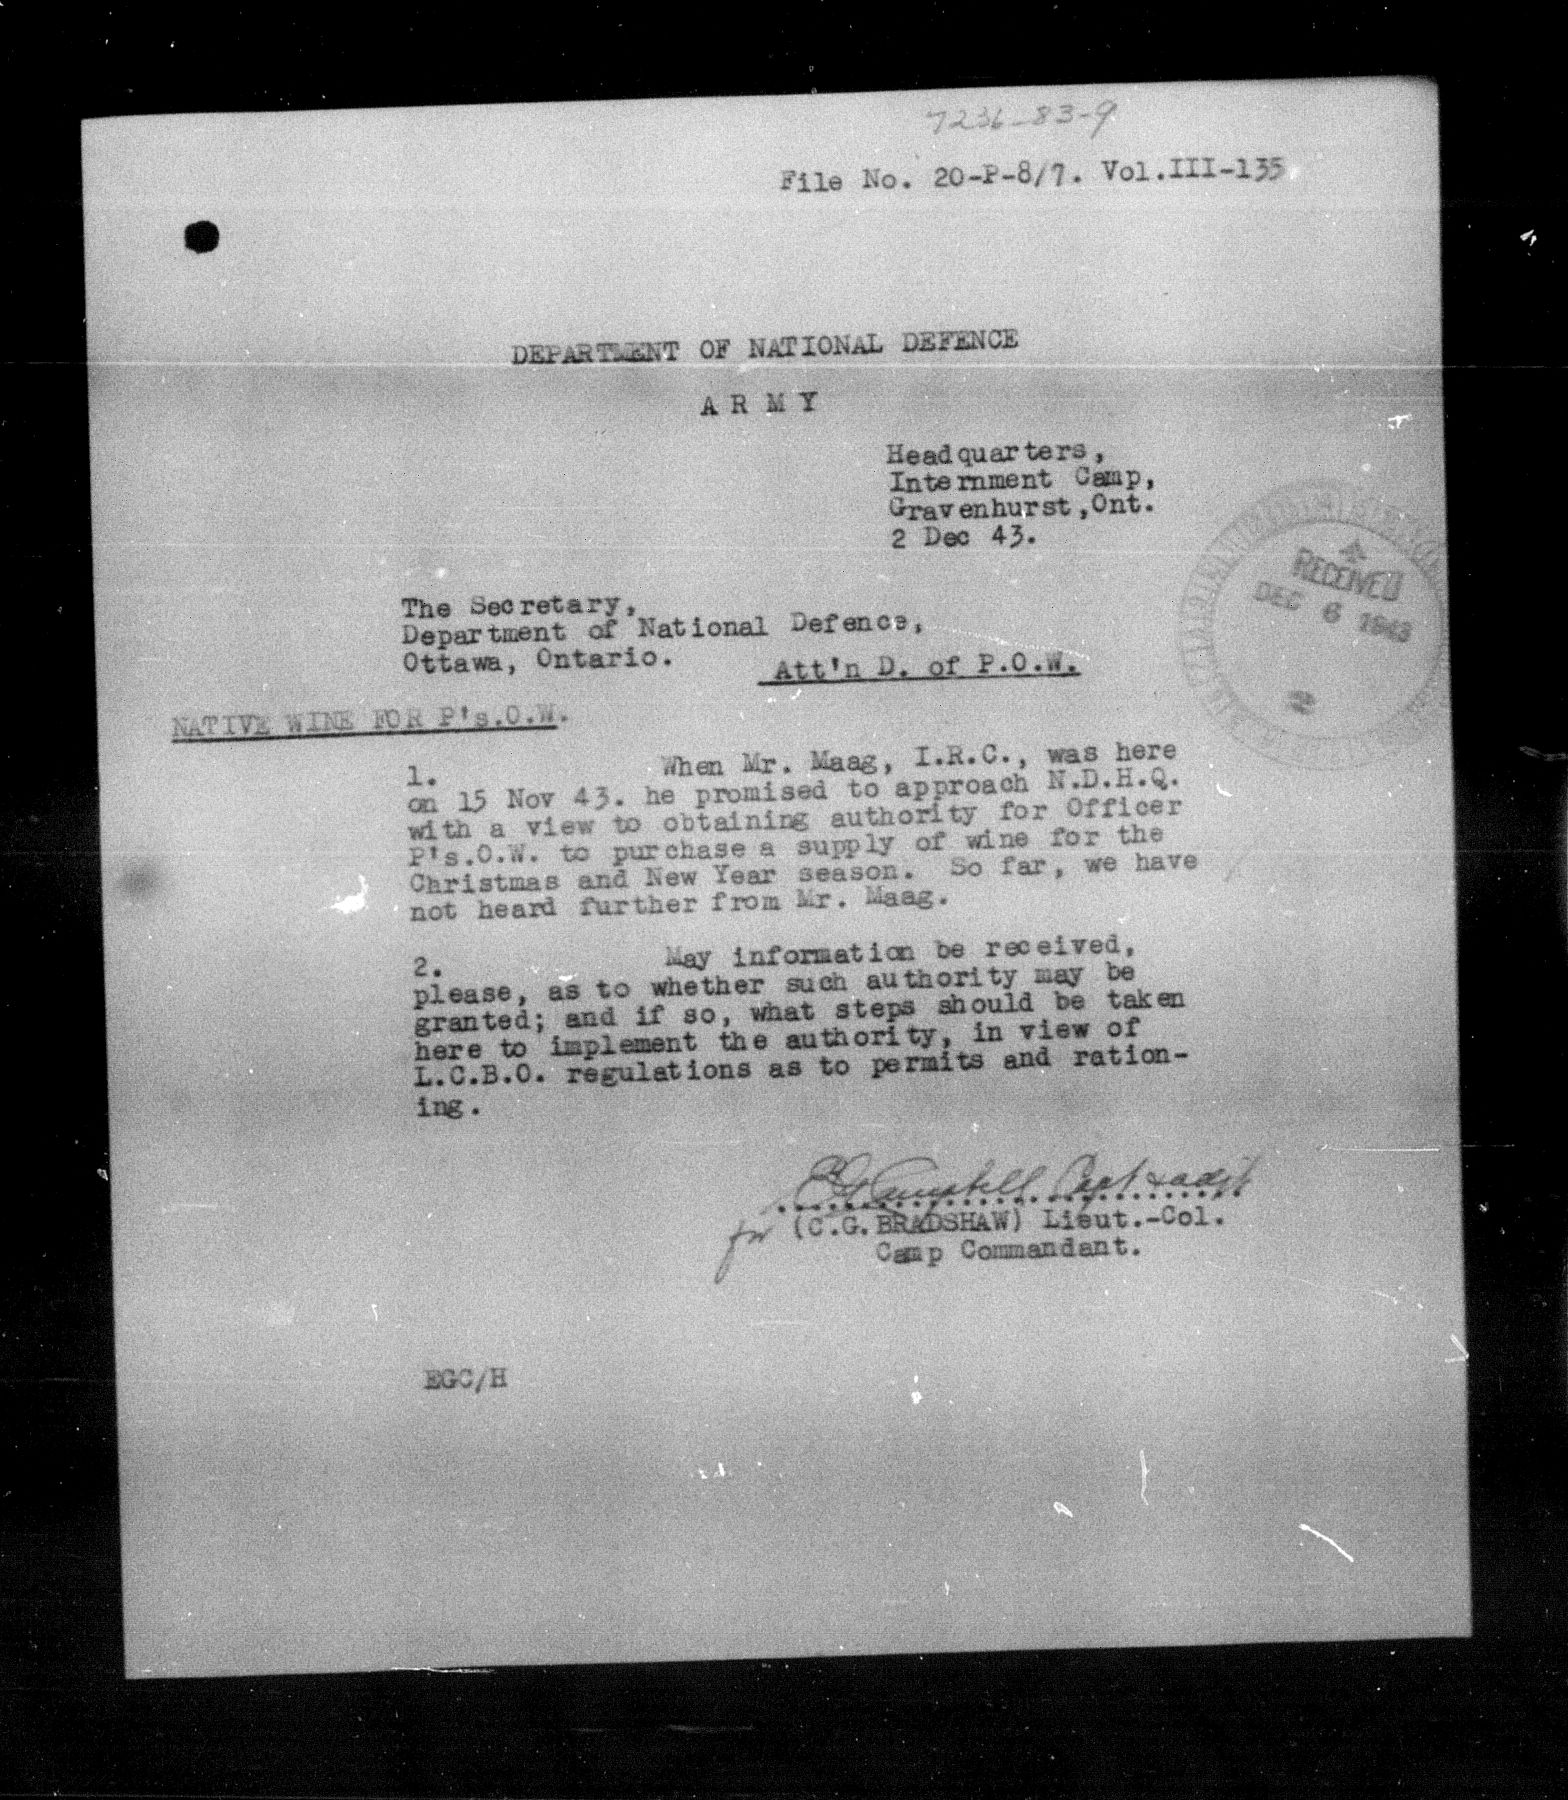 7236-83-9
File No. 20-P-8/7. Vol.III-135
DEPARTMENT OF NATIONAL DEFENCE
A R M Y
Headquarters,
Internment Camp,
Gravenhurst,Ont.
2 Dec 43.
RECEIVED
DEC 6 1943
The Secretary,
Department of National Defence,
Ottawa, Ontario.
Att'n D. of P.O.W.
NATIVE WINE FOR P's.O.W.
1. When Mr. Maag, I.R.C., was here
on 15 Nov 43. he promised to approach N.D.H.Q.
with a view to obtaining authority for Officer
P's.O.W. to purchase a supply of wine for the
Christmas and New Year season. So far, we have
not heard further from Mr. Maag.
2. May information be received,
please, as to whether such authority may be
granted; and if so, what steps should be taken
here to implement the authority, in view of
L.C.B.O. regulations as to permits and ration-
ing.
EG Campbell Capt & adjt
for (C.G.BRADSHAW) Lieut.-Col.
Camp Commandant.
EGC/H